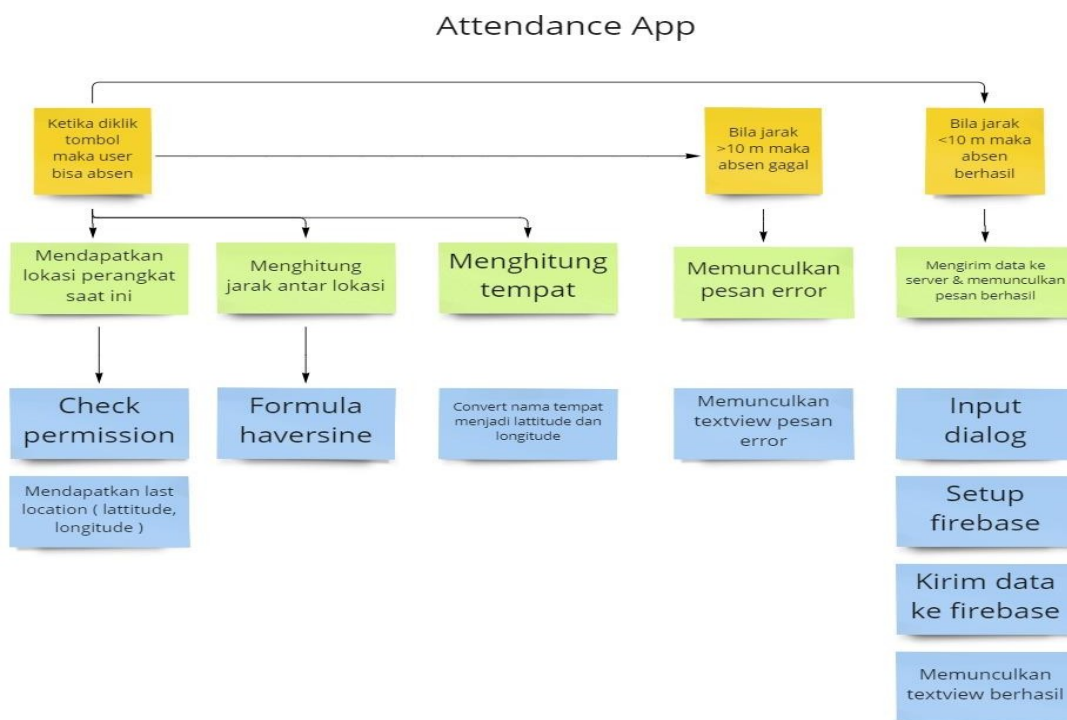 Attendance App
Ketika diklik
tombol
maka user
bisa absen
Bila jarak
>10 m maka
absen gagal
Bila jarak
<10 m maka
absen
berhasil
Mendapatkan
lokasi perangkat
saat ini
Menghitung
jarak antar lokasi
Menghitung
tempat
Memunculkan
pesan error
Mengirim data ke
server & memunculkan
pesan berhasil
Check
permission
Formula
haversine
Convert nama tempat
menjadi lattitude dan
longitude
Memunculkan
textview pesan
error
Input
dialog
Mendapatkan last
location ( lattitude,
longitude )
Setup
firebase
Kirim data
ke firebase
Memunculkan
textview berhasil